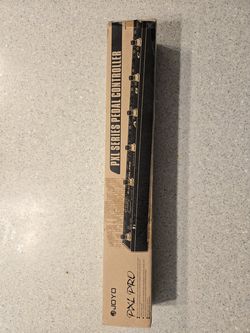 PXL SERIES PEDAL CONTROLLER
JOYO
PXL PRO